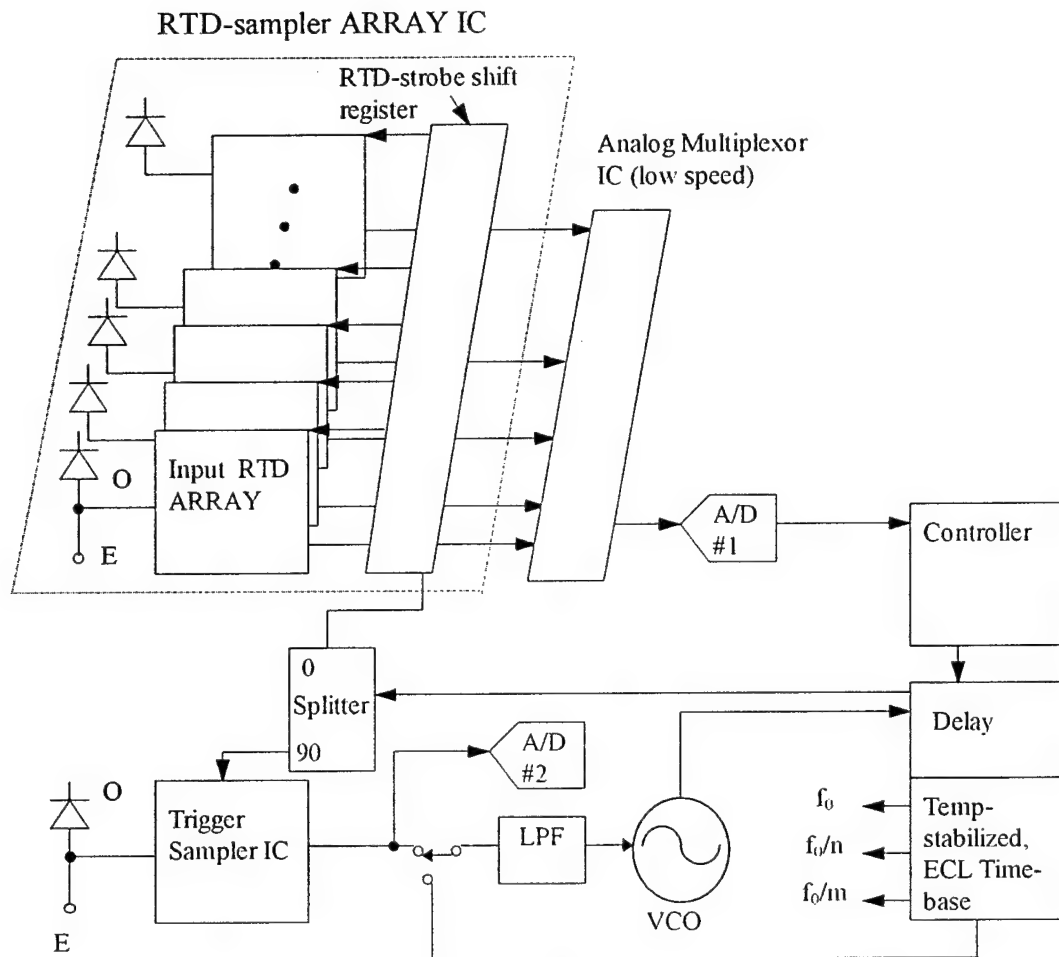 RTD-sampler ARRAY IC
RTD-strobe shift
register
Analog Multiplexor
IC (low speed)
O
E
Input RTD
ARRAY
A/D
#1
Controller
0
Splitter
90
Delay
A/D
#2
O
E
Trigger
Sampler IC
LPF
VCO
f₀
f₀/n
f₀/m
Temp-
stabilized,
ECL Time-
base